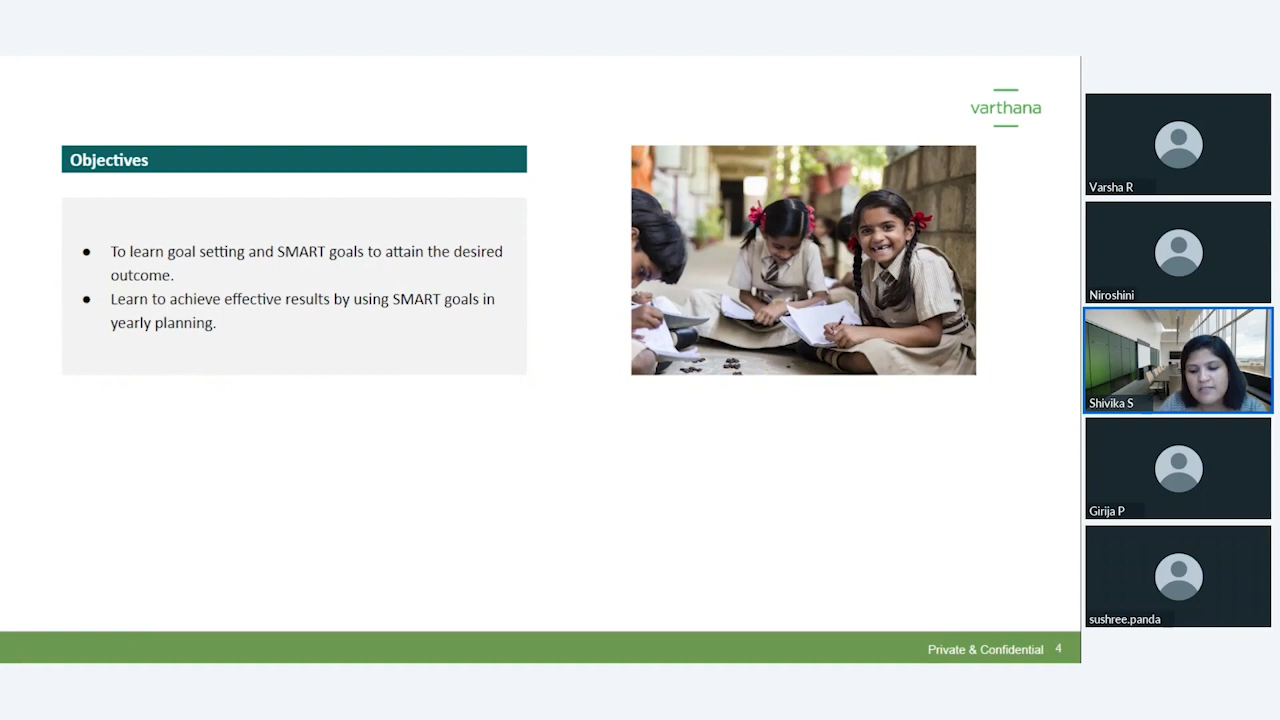 varthana
Objectives
● To learn goal setting and SMART goals to attain the desired
outcome.
● Learn to achieve effective results by using SMART goals in
yearly planning.
Private & Confidential 4
Varsha R
Niroshini
Shivika S
Girija P
sushree.panda